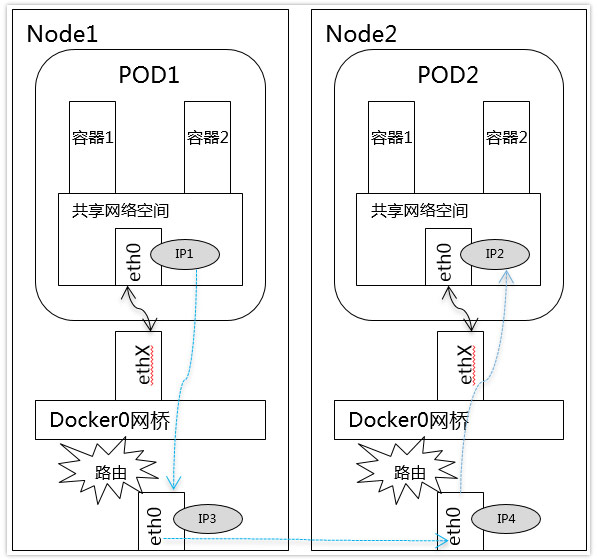 Node1
POD1
容器1
容器2
共享网络空间
eth0
IP1
ethX
Docker0网桥
路由
eth0
IP3
Node2
POD2
容器1
容器2
共享网络空间
eth0
IP2
ethX
Docker0网桥
路由
eth0
IP4